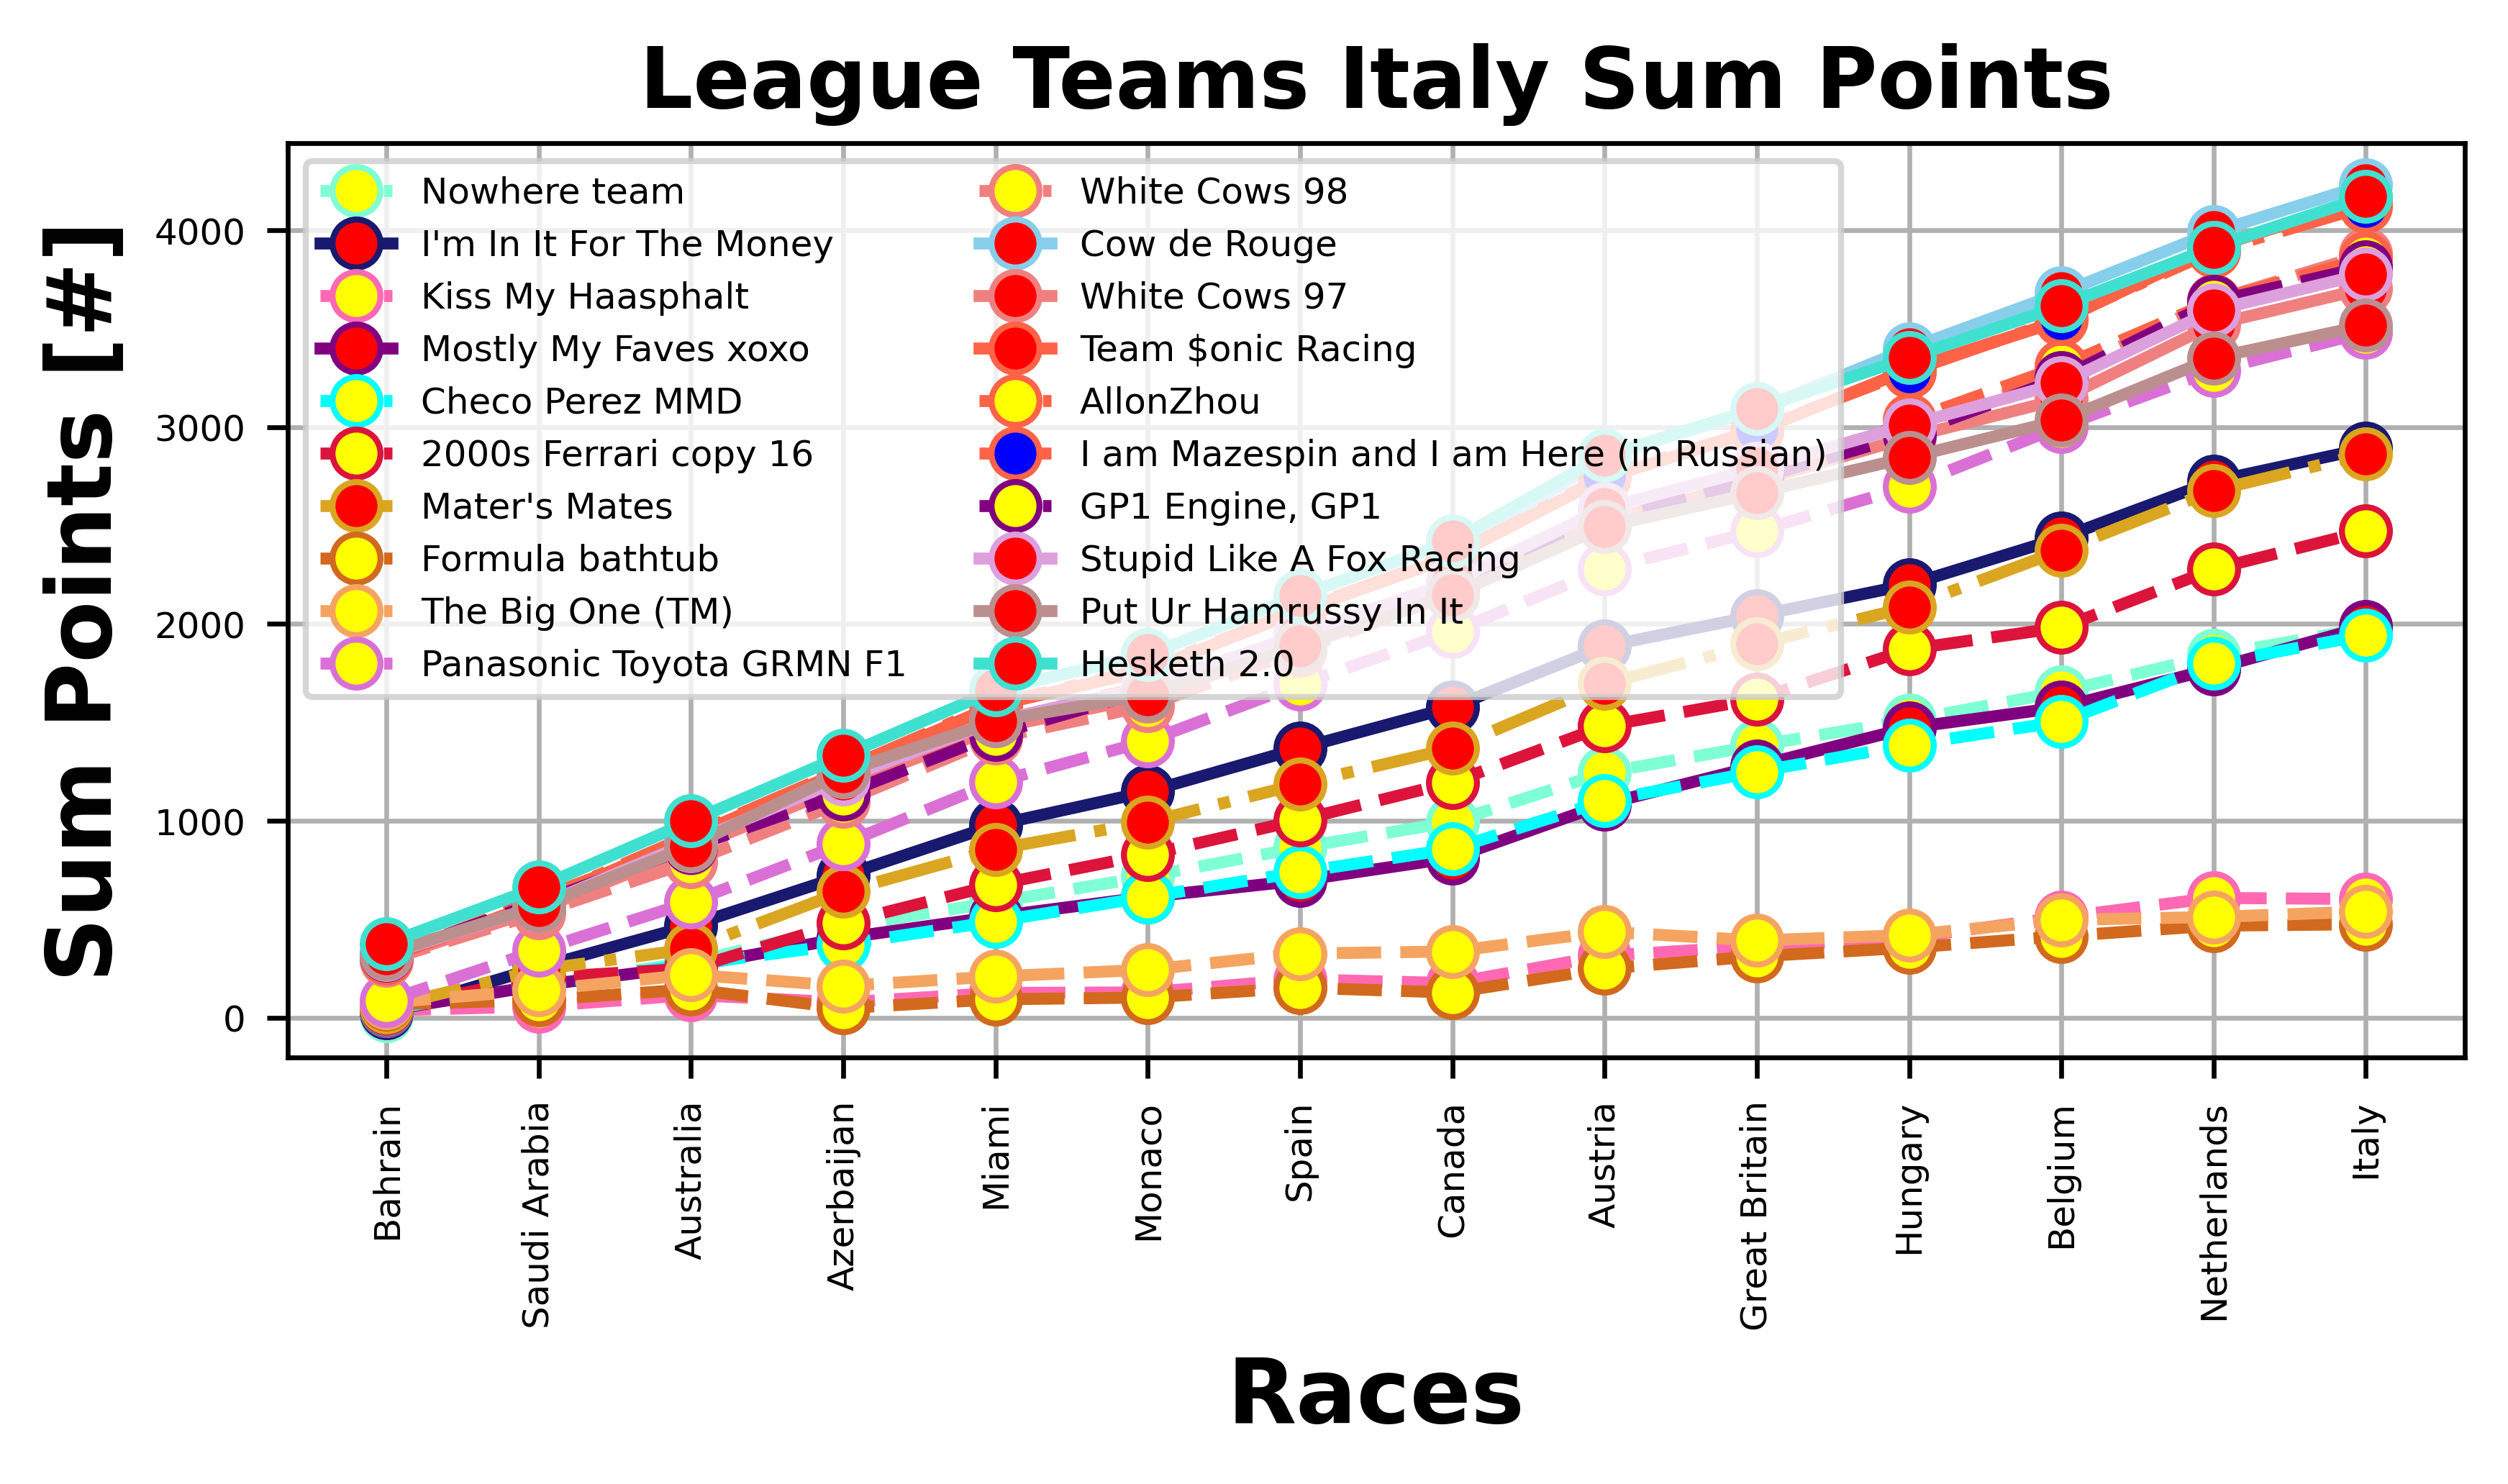 League Teams Italy Sum Points
Sum Points [#]
4000
3000
2000
1000
0
Nowhere team
I'm In It For The Money
Kiss My Haasphalt
Mostly My Faves xoxo
Checo Perez MMD
2000s Ferrari copy 16
Mater's Mates
Formula bathtub
The Big One (TM)
Panasonic Toyota GRMN F1
White Cows 98
Cow de Rouge
White Cows 97
Team $onic Racing
AllonZhou
I am Mazespin and I am Here (in Russian)
GP1 Engine, GP1
Stupid Like A Fox Racing
Put Ur Hamrussy In It
Hesketh 2.0
Bahrain
Saudi Arabia
Australia
Azerbaijan
Miami
Monaco
Spain
Canada
Austria
Great Britain
Hungary
Belgium
Netherlands
Italy
Races